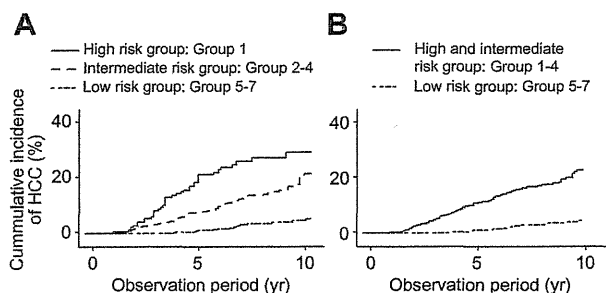 A
High risk group: Group 1
Intermediate risk group: Group 2-4
Low risk group: Group 5-7
Cummulative incidence
of HCC (%)
40
20
0
0 5 10
Observation period (yr)
B
High and intermediate
risk group: Group 1-4
Low risk group: Group 5-7
40
20
0
0 5 10
Observation period (yr)